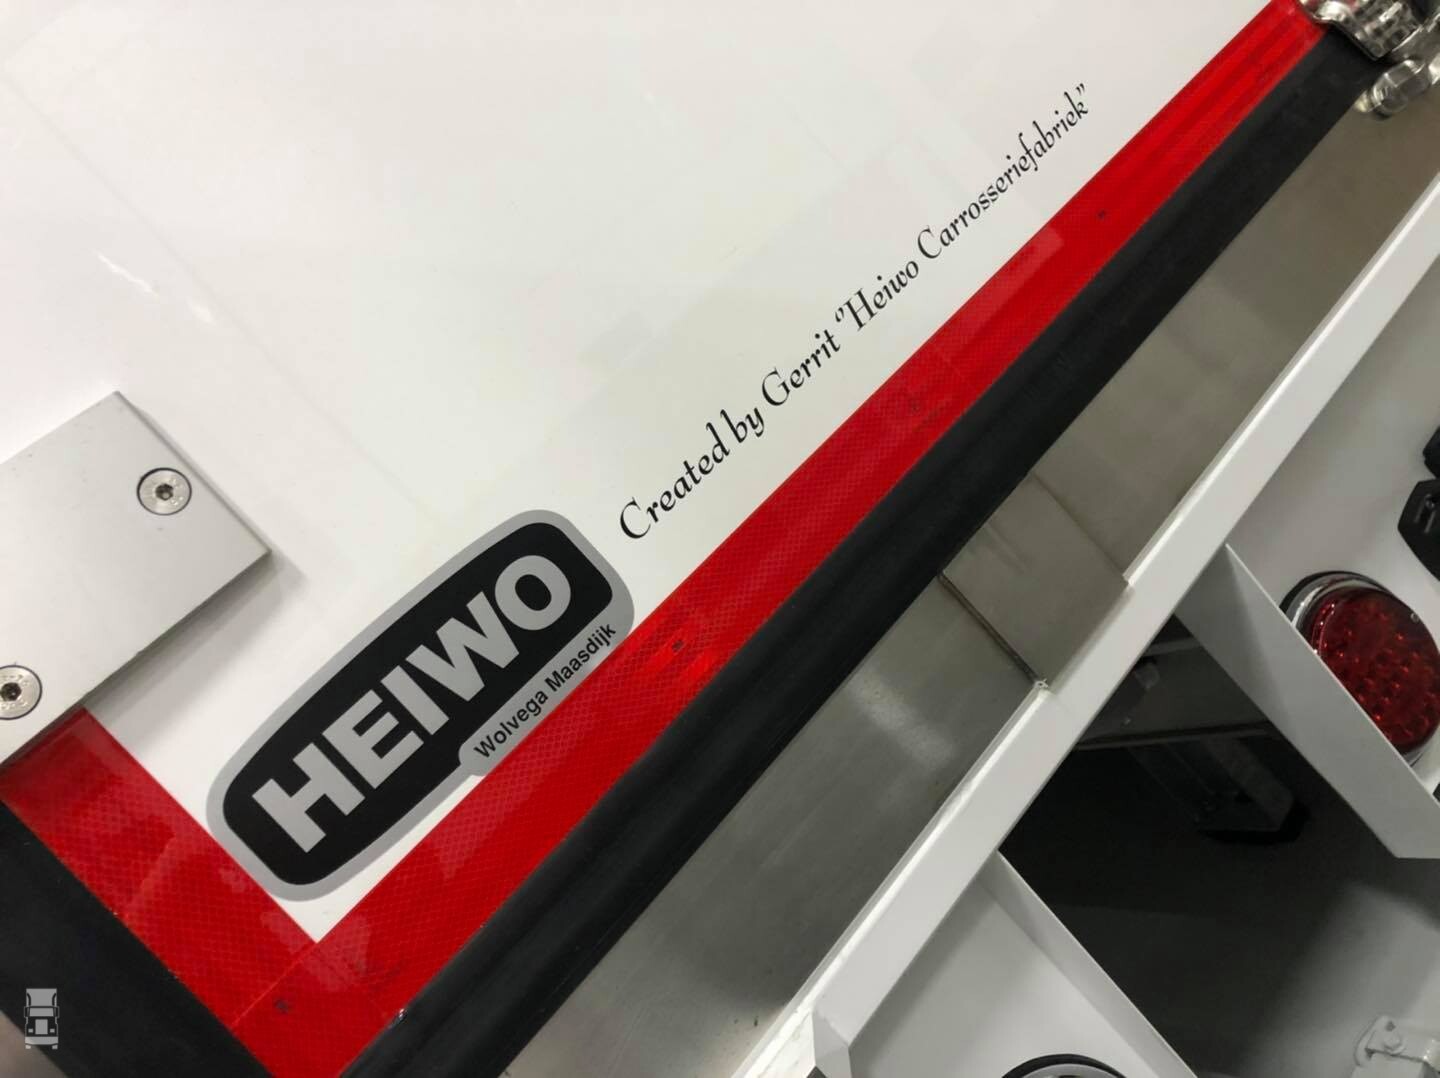 Created by Gerrit "Heiwo Carrosseriefabriek"
HEIWO
Wolvega Maasdijk